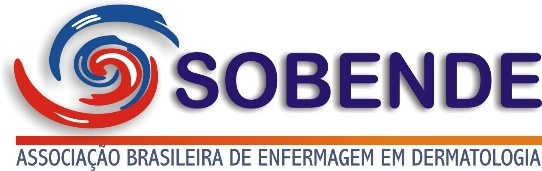 SOBENDE
ASSOCIAÇÃO BRASILEIRA DE ENFERMAGEM EM DERMATOLOGIA